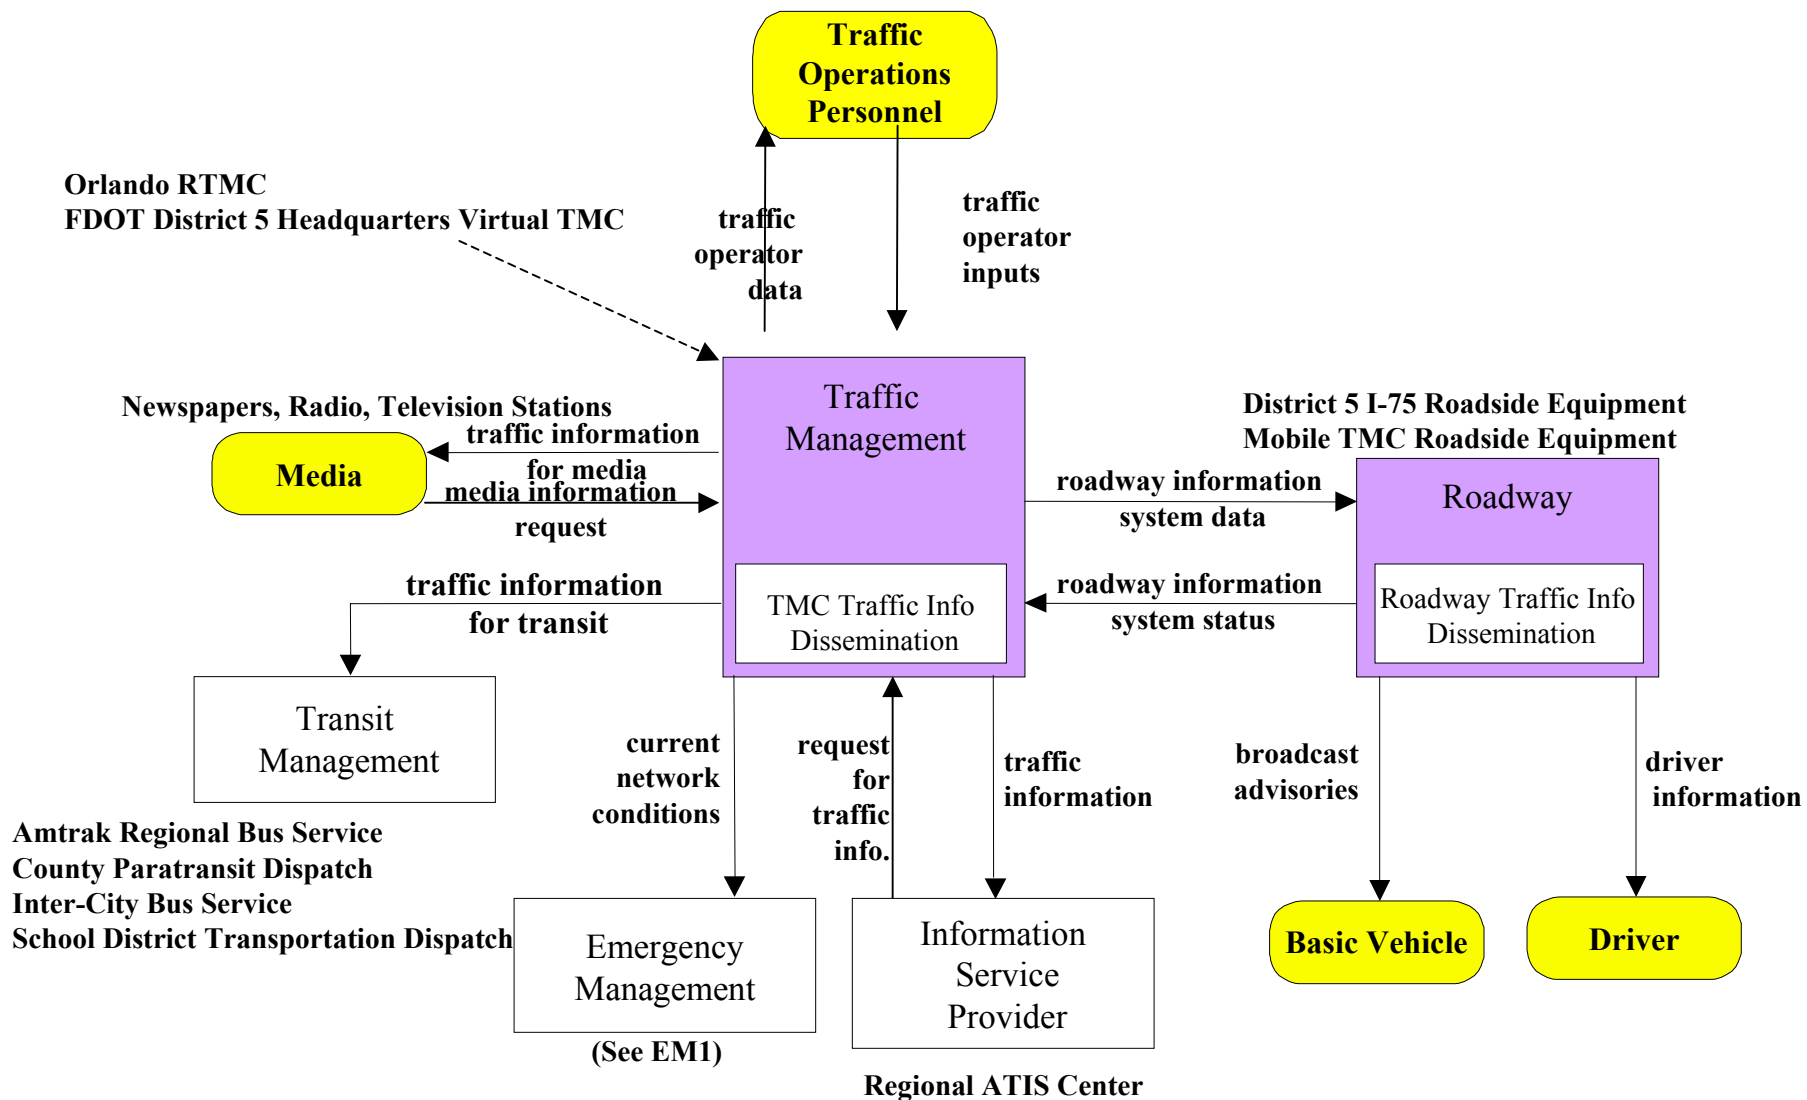 Traffic
Operations
Personnel
Orlando RTMC
FDOT District 5 Headquarters Virtual TMC
traffic
operator
data
traffic
operator
inputs
Newspapers, Radio, Television Stations
traffic information
for media
media information
request
Media
Traffic
Management
District 5 I-75 Roadside Equipment
Mobile TMC Roadside Equipment
roadway information
system data
Roadway
traffic information
for transit
TMC Traffic Info
Dissemination
roadway information
system status
Roadway Traffic Info
Dissemination
Transit
Management
current
network
conditions
request
for
traffic
info.
traffic
information
broadcast
advisories
driver
information
Amtrak Regional Bus Service
County Paratransit Dispatch
Inter-City Bus Service
School District Transportation Dispatch
Emergency
Management
(See EM1)
Information
Service
Provider
Regional ATIS Center
Basic Vehicle
Driver